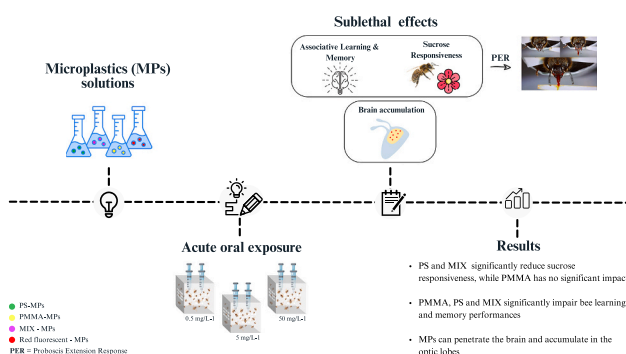 Sublethal effects
Associative Learning &
Memory
Sucrose
Responsiveness
PER
Brain accumulation
Microplastics (MPs)
solutions
Acute oral exposure
0.5 mg/L-1
5 mg/L-1
50 mg/L-1
PS-MPs
PMMA-MPs
MIX - MPs
Red fluorescent - MPs
PER = Proboscis Extension Response
Results
• PS and MIX significantly reduce sucrose
responsiveness, while PMMA has no significant impac
• PMMA, PS and MIX significantly impair bee learning
and memory performances
• MPs can penetrate the brain and accumulate in the
optic lobes